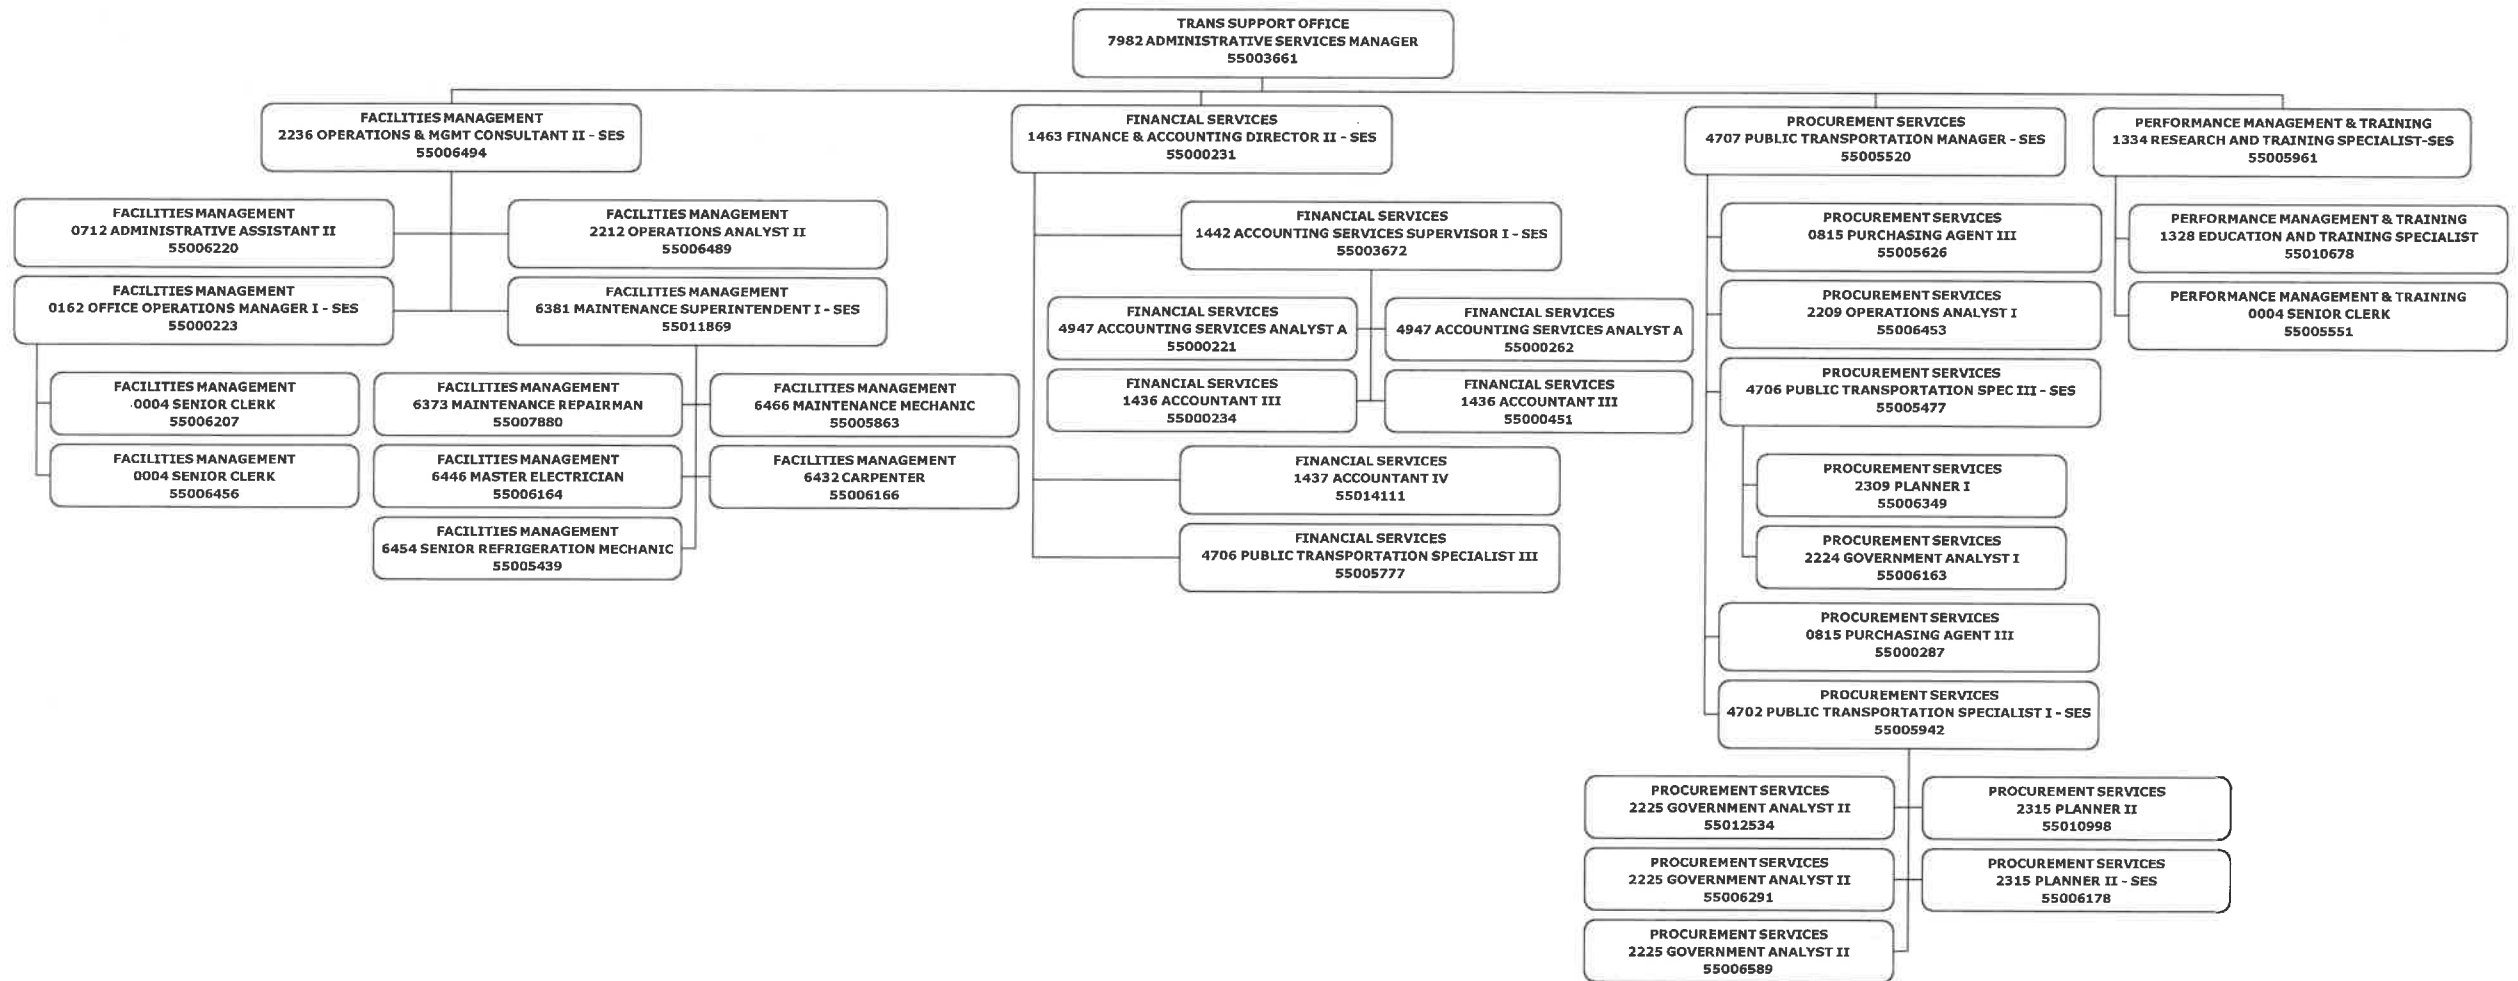 TRANS SUPPORT OFFICE
7982 ADMINISTRATIVE SERVICES MANAGER
55003661
FACILITIES MANAGEMENT
2236 OPERATIONS & MGMT CONSULTANT II - SES
55006494
FACILITIES MANAGEMENT
0712 ADMINISTRATIVE ASSISTANT II
55006220
FACILITIES MANAGEMENT
2212 OPERATIONS ANALYST II
55006489
FACILITIES MANAGEMENT
0162 OFFICE OPERATIONS MANAGER I - SES
55000223
FACILITIES MANAGEMENT
6381 MAINTENANCE SUPERINTENDENT I - SES
55011869
FACILITIES MANAGEMENT
0004 SENIOR CLERK
55006207
FACILITIES MANAGEMENT
0004 SENIOR CLERK
55006456
FACILITIES MANAGEMENT
6373 MAINTENANCE REPAIRMAN
55007880
FACILITIES MANAGEMENT
6466 MAINTENANCE MECHANIC
55005863
FACILITIES MANAGEMENT
6446 MASTER ELECTRICIAN
55006164
FACILITIES MANAGEMENT
6432 CARPENTER
55006166
FACILITIES MANAGEMENT
6454 SENIOR REFRIGERATION MECHANIC
55005439
FINANCIAL SERVICES
1463 FINANCE & ACCOUNTING DIRECTOR II - SES
55000231
FINANCIAL SERVICES
1442 ACCOUNTING SERVICES SUPERVISOR I - SES
55003672
FINANCIAL SERVICES
4947 ACCOUNTING SERVICES ANALYST A
55000221
FINANCIAL SERVICES
4947 ACCOUNTING SERVICES ANALYST A
55000262
FINANCIAL SERVICES
1436 ACCOUNTANT III
55000234
FINANCIAL SERVICES
1436 ACCOUNTANT III
55000451
FINANCIAL SERVICES
1437 ACCOUNTANT IV
55014111
FINANCIAL SERVICES
4706 PUBLIC TRANSPORTATION SPECIALIST III
55005777
PROCUREMENT SERVICES
4707 PUBLIC TRANSPORTATION MANAGER - SES
55005520
PROCUREMENT SERVICES
0815 PURCHASING AGENT III
55005626
PROCUREMENT SERVICES
2209 OPERATIONS ANALYST I
55006453
PROCUREMENT SERVICES
4706 PUBLIC TRANSPORTATION SPEC III - SES
55005477
PROCUREMENT SERVICES
2309 PLANNER I
55006349
PROCUREMENT SERVICES
2224 GOVERNMENT ANALYST I
55006163
PROCUREMENT SERVICES
0815 PURCHASING AGENT III
55000287
PROCUREMENT SERVICES
4702 PUBLIC TRANSPORTATION SPECIALIST I - SES
55005942
PROCUREMENT SERVICES
2225 GOVERNMENT ANALYST II
55012534
PROCUREMENT SERVICES
2315 PLANNER II
55010998
PROCUREMENT SERVICES
2225 GOVERNMENT ANALYST II
55006291
PROCUREMENT SERVICES
2315 PLANNER II - SES
55006178
PROCUREMENT SERVICES
2225 GOVERNMENT ANALYST II
55006589
PERFORMANCE MANAGEMENT & TRAINING
1334 RESEARCH AND TRAINING SPECIALIST-SES
55005961
PERFORMANCE MANAGEMENT & TRAINING
1328 EDUCATION AND TRAINING SPECIALIST
55010678
PERFORMANCE MANAGEMENT & TRAINING
0004 SENIOR CLERK
55005551